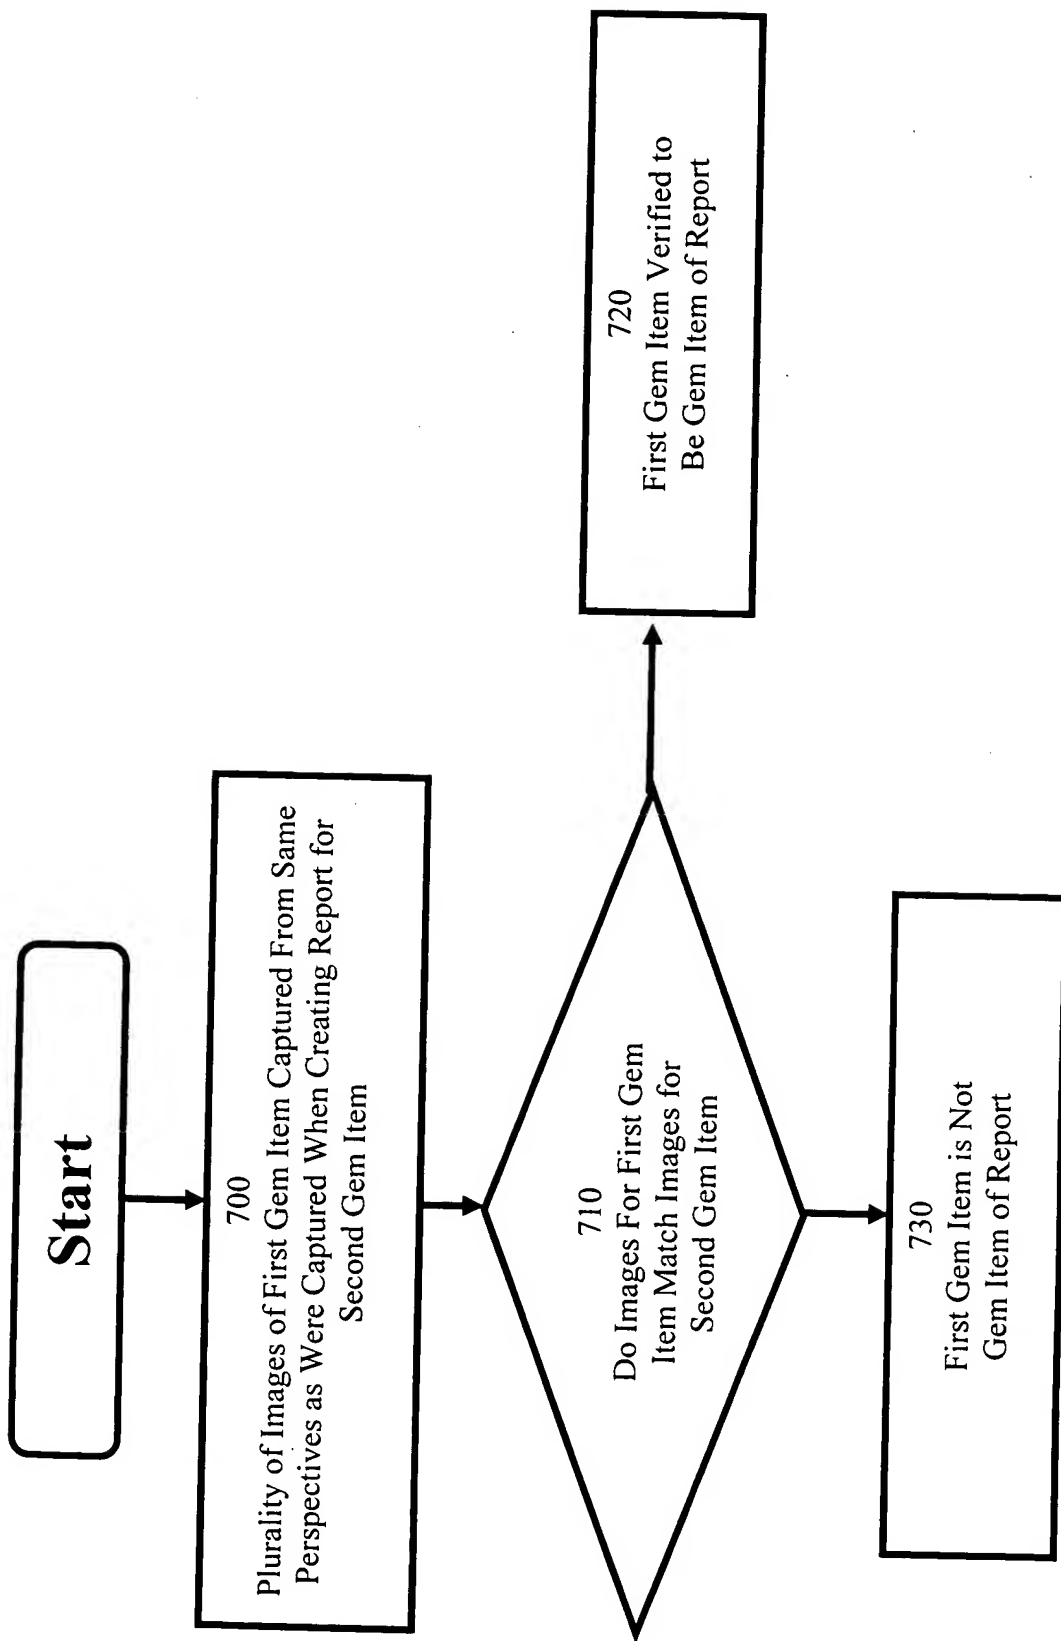 Start
700
Plurality of Images of First Gem Item Captured From Same
Perspectives as Were Captured When Creating Report for
Second Gem Item
710
Do Images For First Gem
Item Match Images for
Second Gem Item
720
First Gem Item Verified to
Be Gem Item of Report
730
First Gem Item is Not
Gem Item of Report